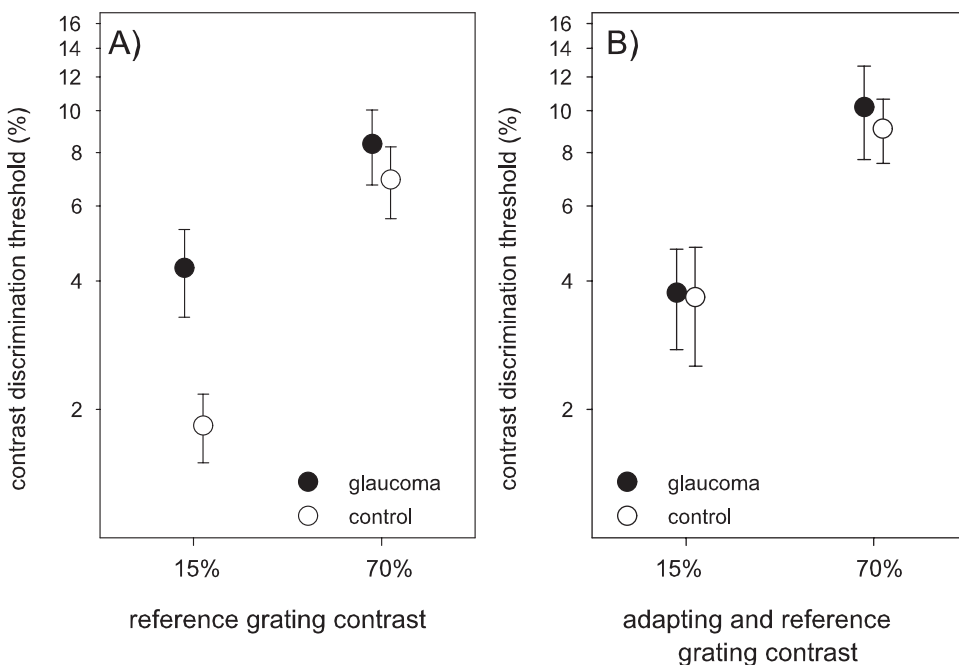 A)
contrast discrimination threshold (%)
16
14
12
10
8
6
4
2
glaucoma
control
15%
70%
reference grating contrast
B)
contrast discrimination threshold (%)
16
14
12
10
8
6
4
2
glaucoma
control
15%
70%
adapting and reference
grating contrast